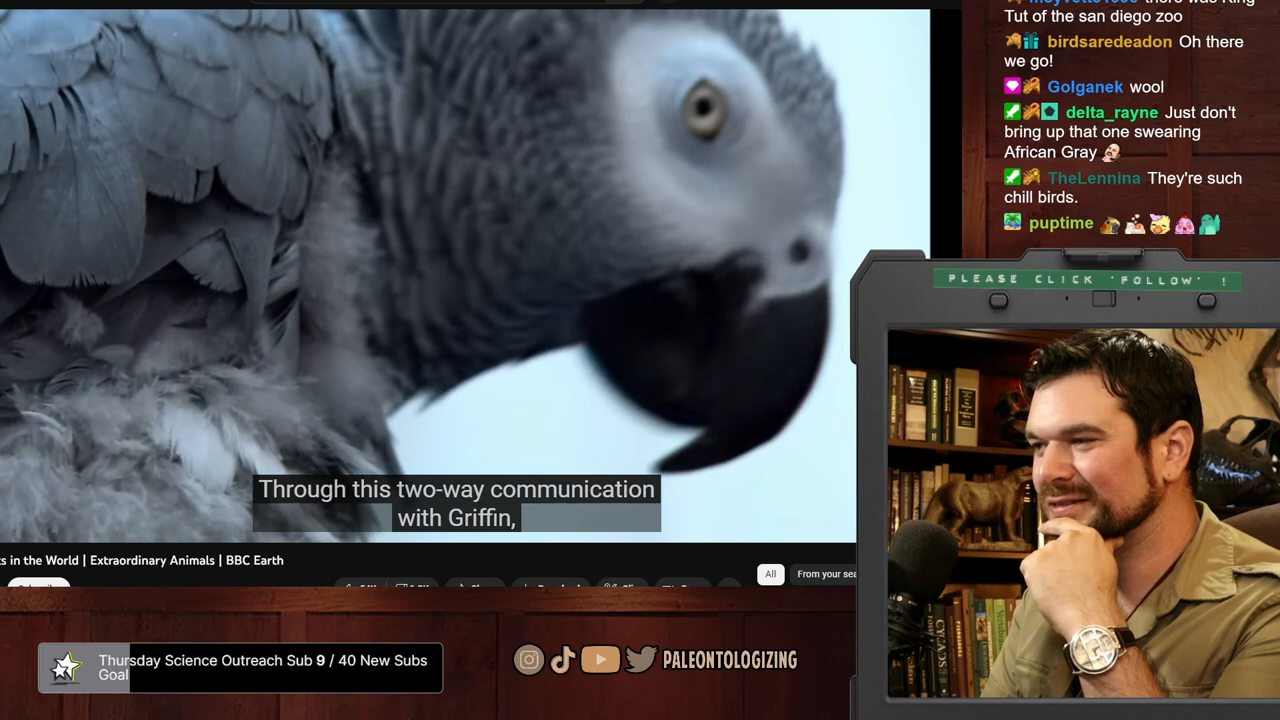 Tut of the san diego zoo
birdsaredeadon Oh there
we go!
Golganek wool
delta_rayne Just don't
bring up that one swearing
African Gray
TheLennina They're such
chill birds.
puptime
PLEASE CLICK "FOLLOW" !
Through this two-way communication
with Griffin,
s in the World | Extraordinary Animals | BBC Earth
All
From your sea
CYCADS
Thursday Science Outreach Sub 9 / 40 New Subs
Goal
PALEONTOLOGIZING